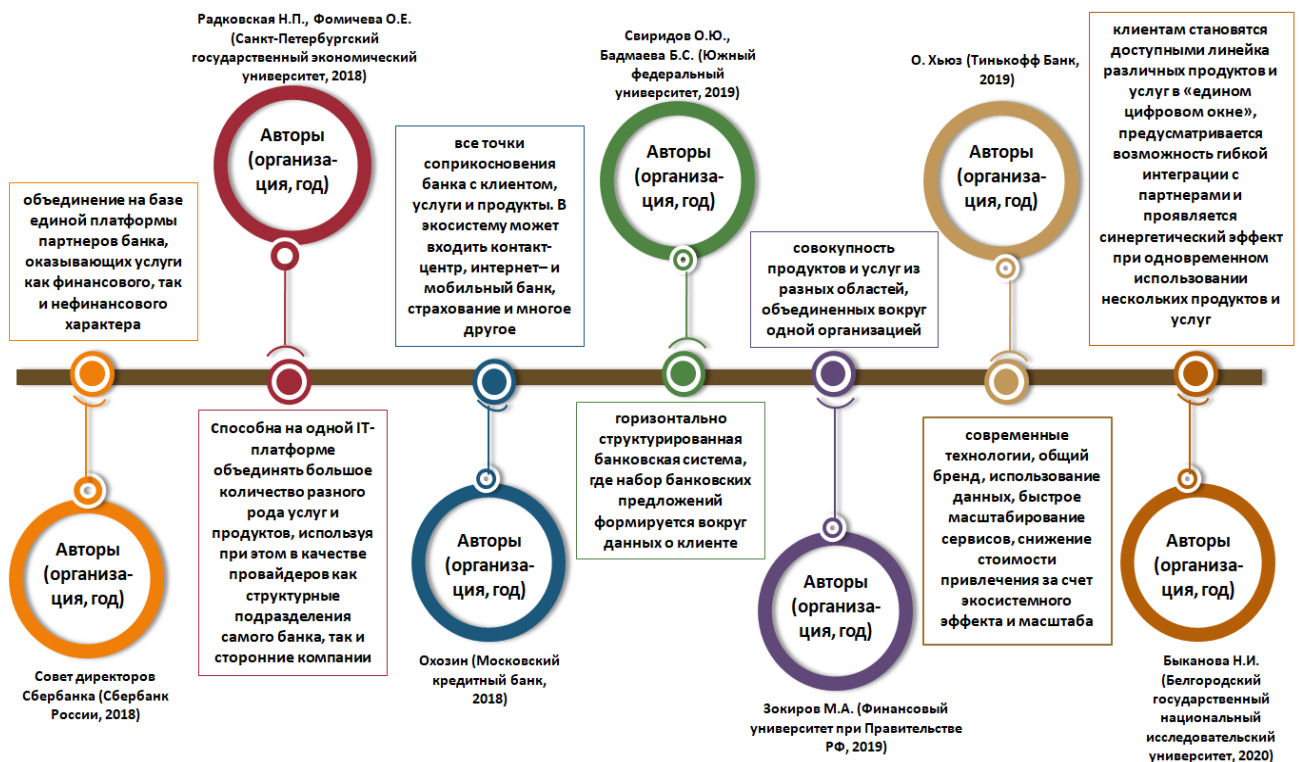 объединение на базе
единой платформы
партнеров банка,
оказывающих услуги
как финансового, так
и нефинансового
характера
Авторы
(организа-
ция, год)
Совет директоров
Сбербанка (Сбербанк
России, 2018)
Радковская Н.П., Фомичева О.Е.
(Санкт-Петербургский
государственный экономический
университет, 2018)
Авторы
(организа-
ция, год)
Способна на одной IT-
платформе
объединять большое
количество разного
рода услуг и
продуктов, используя
при этом в качестве
провайдеров как
структурные
подразделения
самого банка, так и
сторонние компании
все точки
соприкосновения
банка с клиентом,
услуги и продукты. В
экосистему может
входить контакт-
центр, интернет– и
мобильный банк,
страхование и многое
другое
Авторы
(организа-
ция, год)
Охозин (Московский
кредитный банк,
2018)
Свиридов О.Ю.,
Бадмаева Б.С. (Южный
федеральный
университет, 2019)
Авторы
(организа-
ция, год)
горизонтально
структурированная
банковская система,
где набор банковских
предложений
формируется вокруг
данных о клиенте
совокупность
продуктов и услуг из
разных областей,
объединенных вокруг
одной организацией
Авторы
(организа-
ция, год)
Зокиров М.А. (Финансовый
университет при Правительстве
РФ, 2019)
О. Хьюз (Тинькофф Банк,
2019)
Авторы
(организа-
ция, год)
современные
технологии, общий
бренд, использование
данных, быстрое
масштабирование
сервисов, снижение
стоимости
привлечения за счет
экосистемного
эффекта и масштаба
клиентам становятся
доступными линейка
различных продуктов и
услуг в «едином
цифровом окне»,
предусматривается
возможность гибкой
интеграции с
партнерами и
проявляется
синергетический эффект
при одновременном
использовании
нескольких продуктов и
услуг
Авторы
(организа-
ция, год)
Быканова Н.И.
(Белгородский
государственный
национальный
исследовательский
университет, 2020)